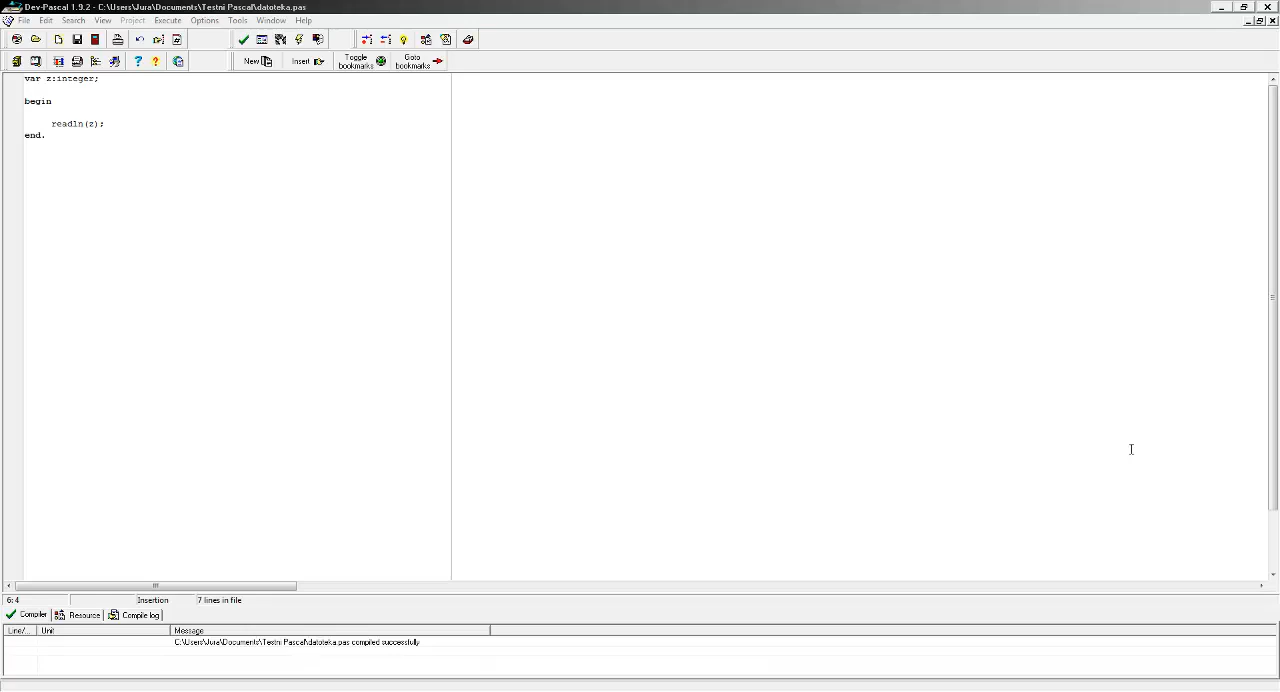 Dev-Pascal 1.9.2 - C:\Users\Jura\Documents\Testni Pascal\datoteka.pas
File Edit Search View Project Execute Options Tools Window Help
New Insert Toggle bookmarks Goto bookmarks
var z:integer;
begin
readln(z);
end.
6:4 Insertion 7 lines in file
Compiler Resource Compile log
Line/... Unit Message
C:\Users\Jura\Documents\Testni Pascal\datoteka.pas compiled successfully